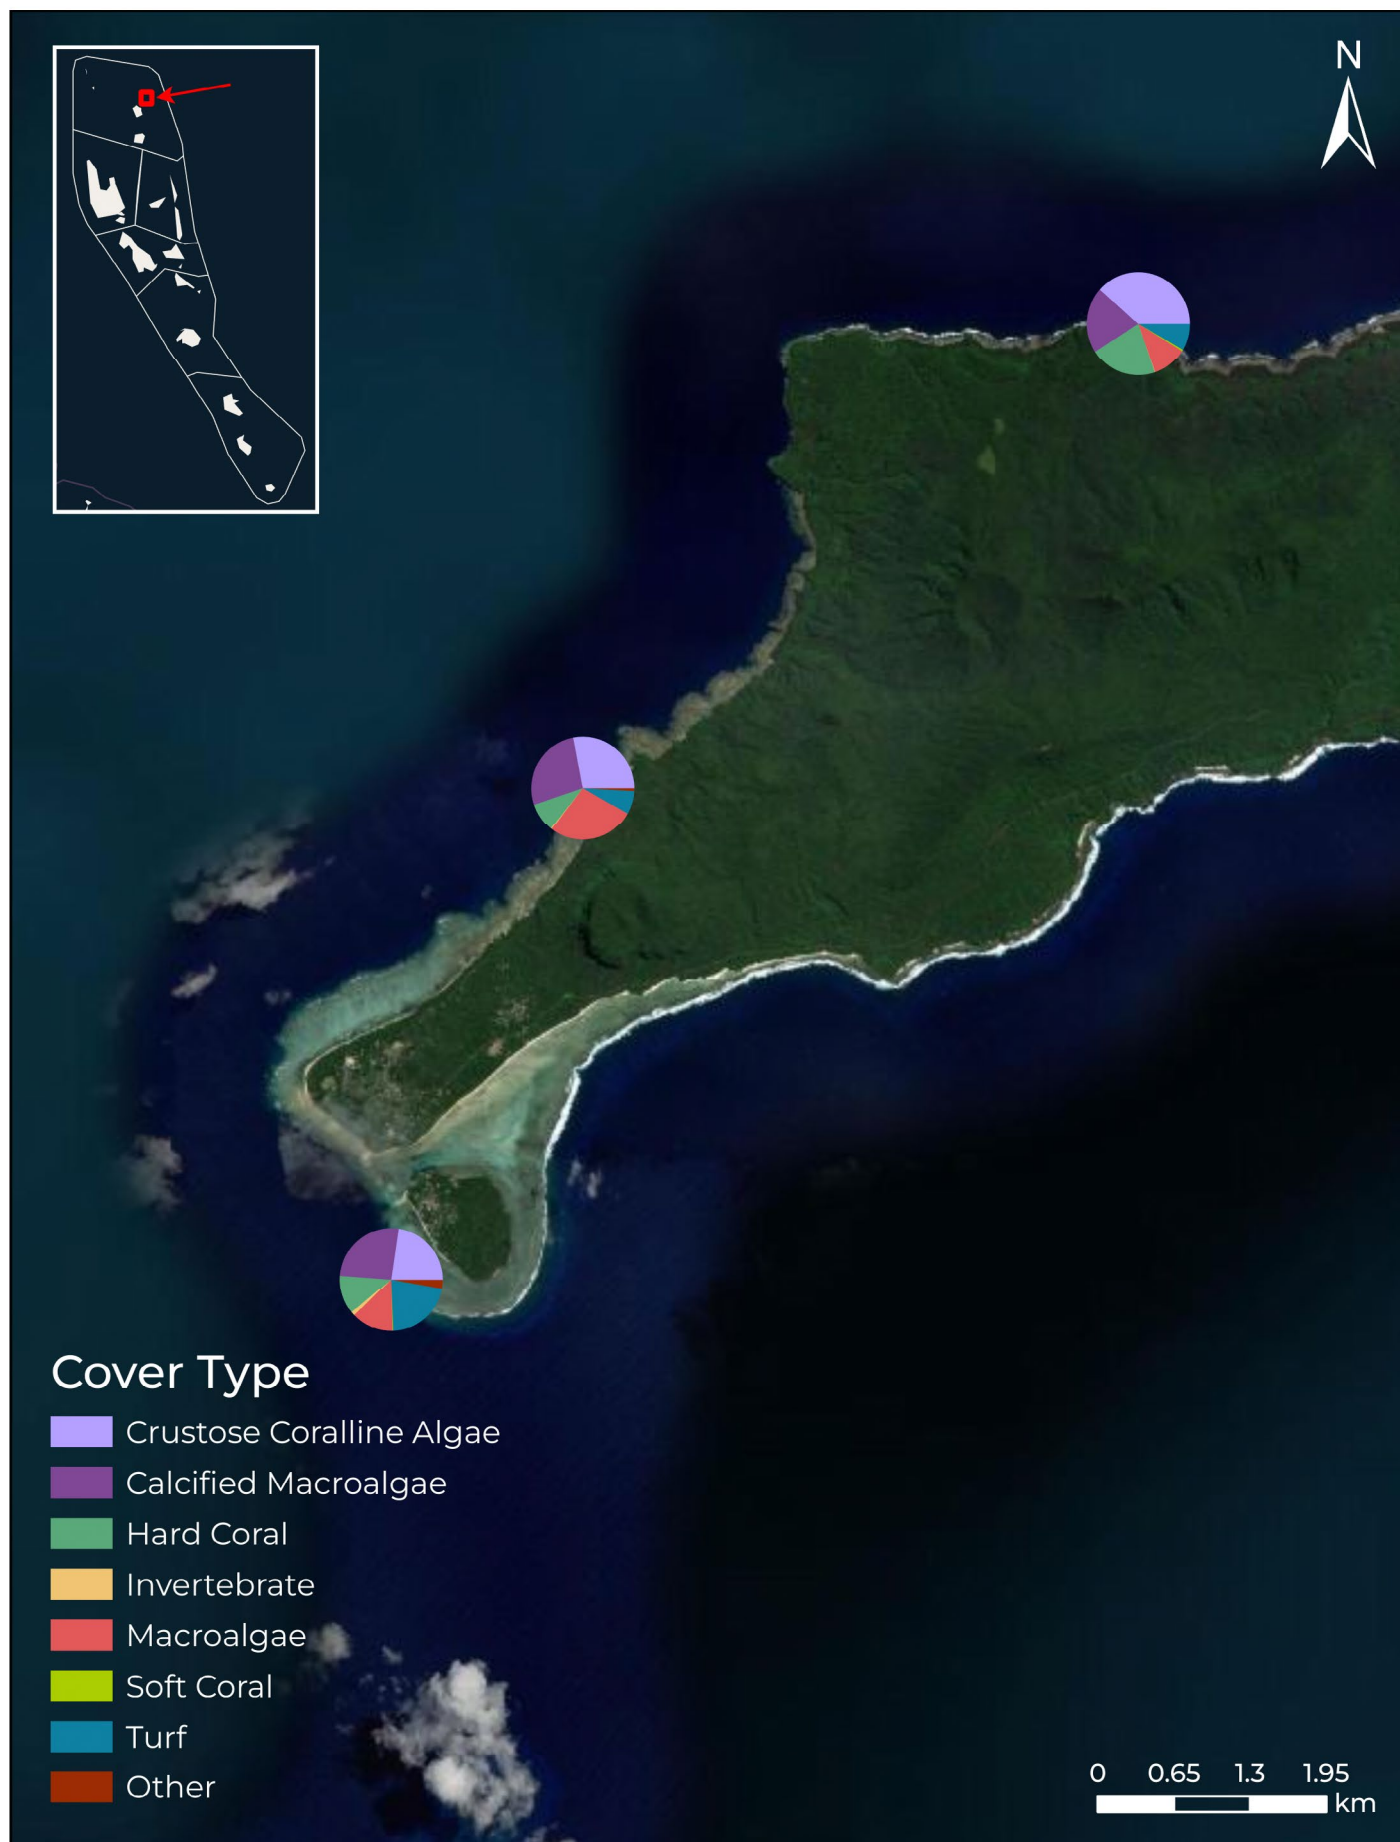 N
Cover Type
Crustose Coralline Algae
Calcified Macroalgae
Hard Coral
Invertebrate
Macroalgae
Soft Coral
Turf
Other
0 0.65 1.3 1.95
km